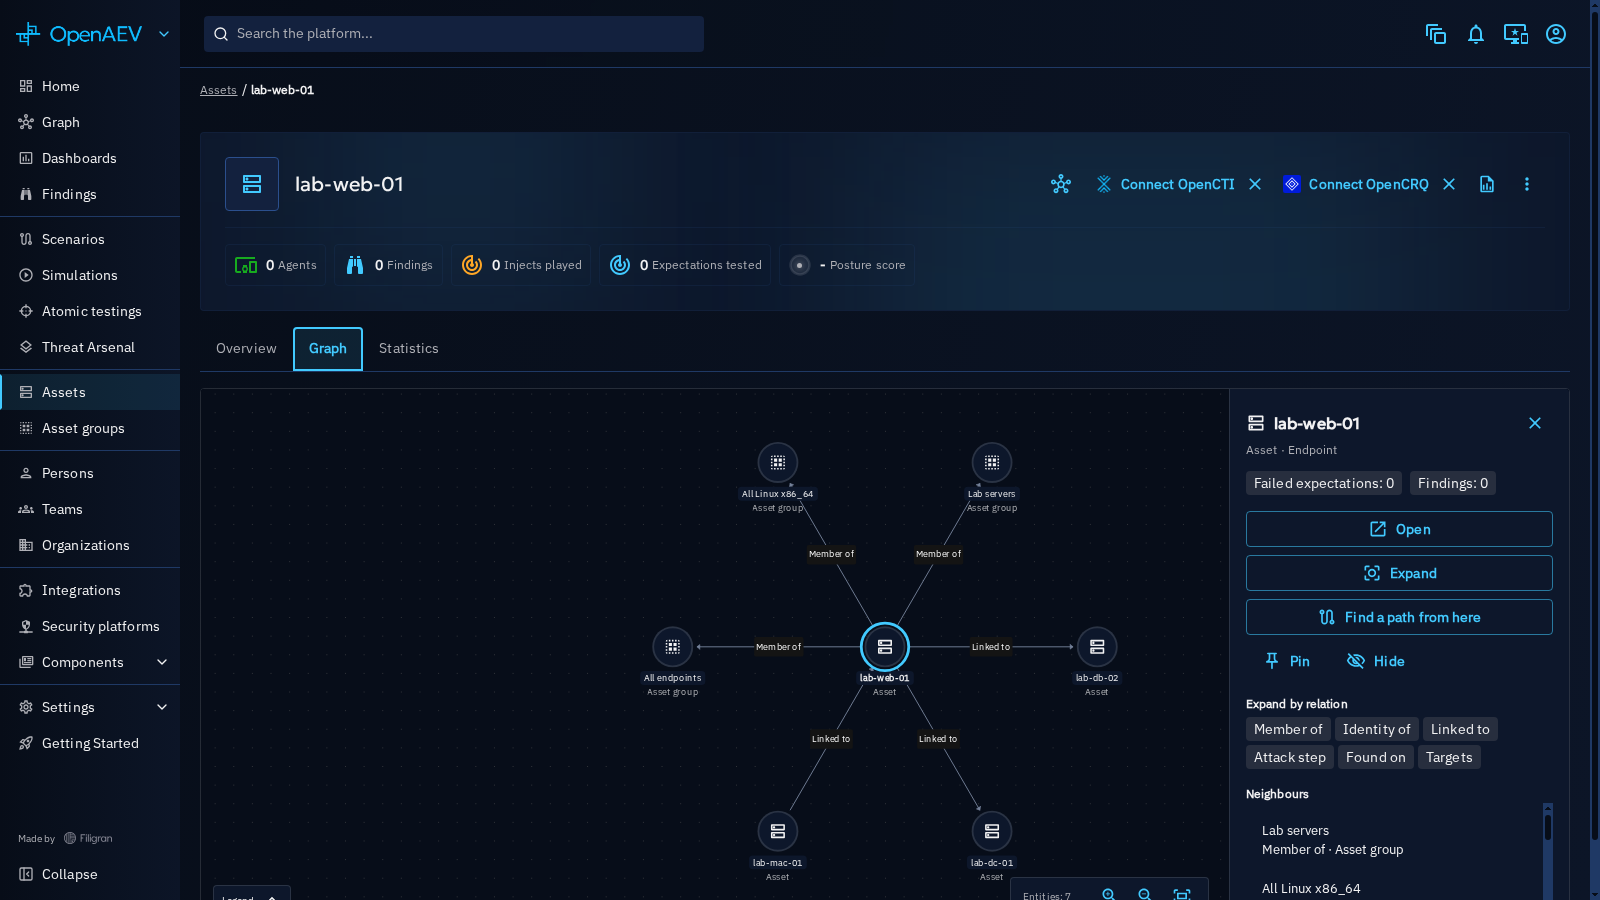 OpenAEV
Search the platform...
Home
Graph
Dashboards
Findings
Scenarios
Simulations
Atomic testings
Threat Arsenal
Assets
Asset groups
Persons
Teams
Organizations
Integrations
Security platforms
Components
Settings
Getting Started
Made by Filigran
Collapse
Assets / lab-web-01
lab-web-01
Connect OpenCTI
Connect OpenCRQ
0 Agents
0 Findings
0 Injects played
0 Expectations tested
- Posture score
Overview
Graph
Statistics
All Linux x86_64
Asset group
Lab servers
Asset group
Member of
Member of
All endpoints
Asset group
Member of
lab-web-01
Asset
Linked to
lab-db-02
Asset
Linked to
Linked to
lab-mac-01
Asset
lab-dc-01
Asset
Legend
Entities: 7
lab-web-01
Asset · Endpoint
Failed expectations: 0
Findings: 0
Open
Expand
Find a path from here
Pin
Hide
Expand by relation
Member of
Identity of
Linked to
Attack step
Found on
Targets
Neighbours
Lab servers
Member of · Asset group
All Linux x86_64